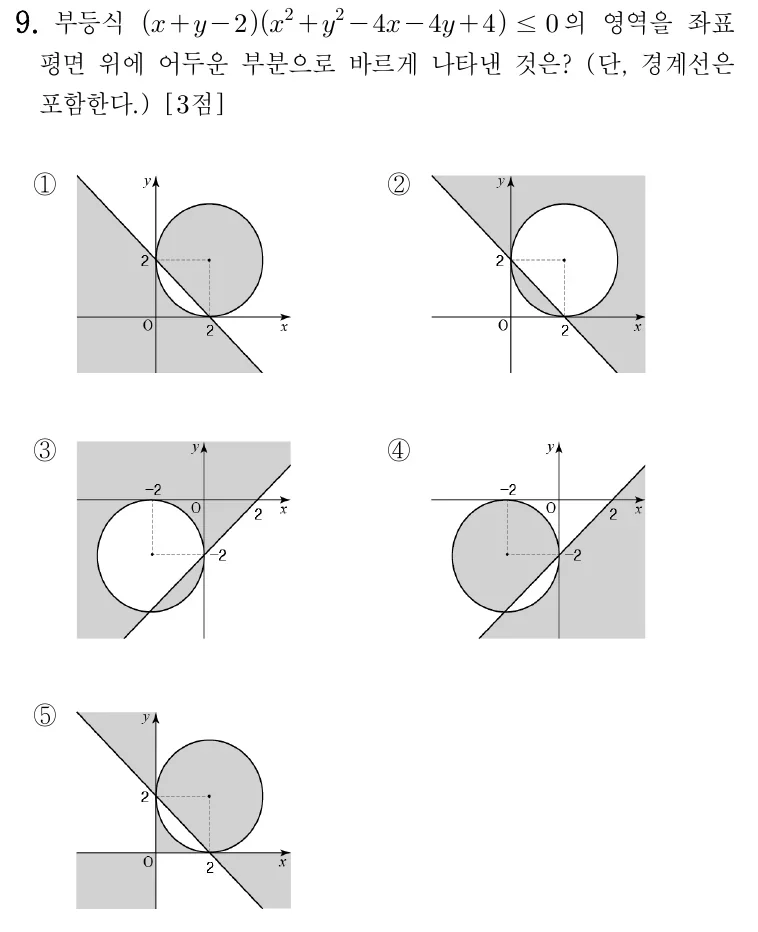 9. 부등식 (x+y−2)(x²+y²−4x−4y+4) ≤ 0의 영역을 좌표
평면 위에 어두운 부분으로 바르게 나타낸 것은? (단, 경계선은
포함한다.) [3점]
①
y
2
O
2
x
②
y
2
O
2
x
③
y
−2
O
2
x
−2
④
y
−2
O
2
x
−2
⑤
y
2
O
2
x